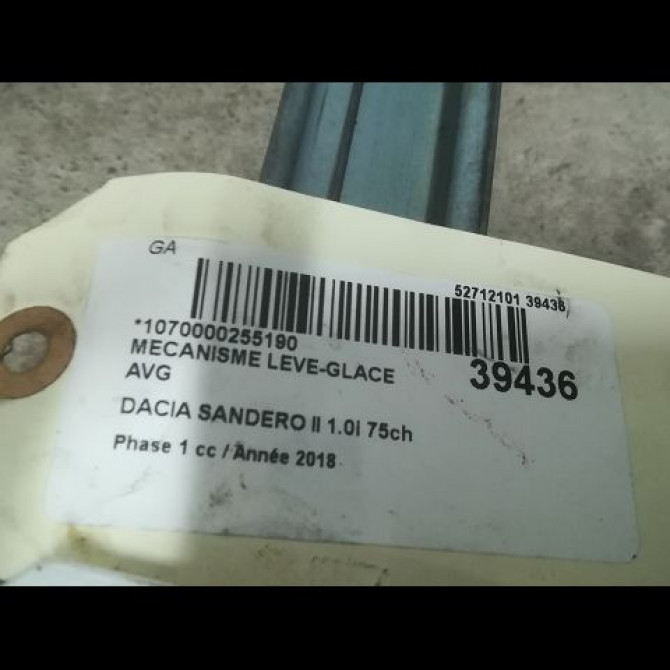 GA
52712101 39436
*1070000255190
MECANISME LEVE-GLACE
AVG
39436
DACIA SANDERO II 1.0i 75ch
Phase 1 cc / Année 2018